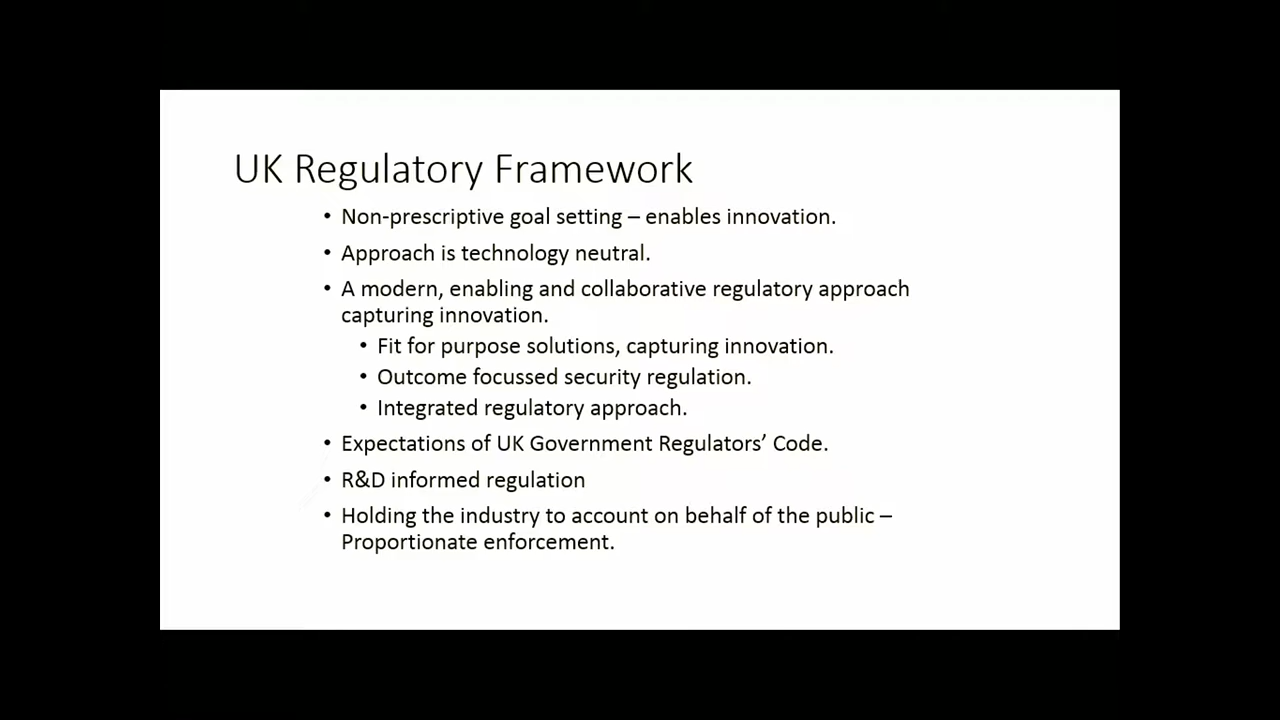 UK Regulatory Framework
• Non-prescriptive goal setting – enables innovation.
• Approach is technology neutral.
• A modern, enabling and collaborative regulatory approach
capturing innovation.
• Fit for purpose solutions, capturing innovation.
• Outcome focussed security regulation.
• Integrated regulatory approach.
• Expectations of UK Government Regulators’ Code.
• R&D informed regulation
• Holding the industry to account on behalf of the public –
Proportionate enforcement.